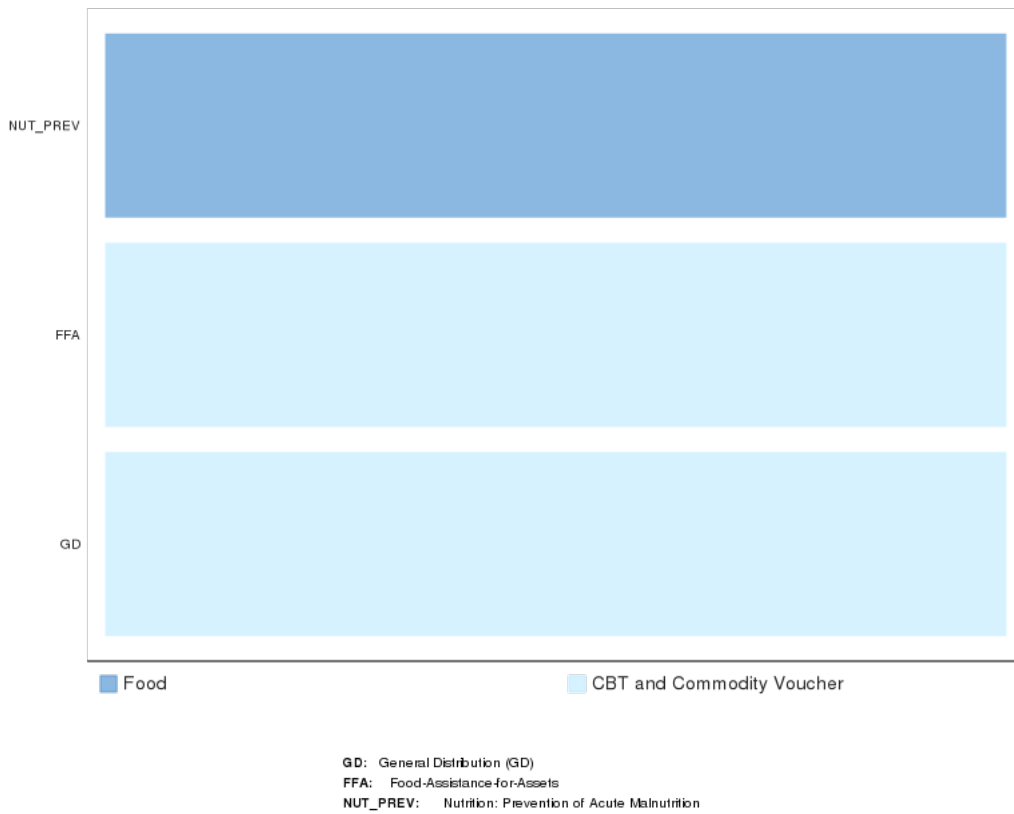 NUT_PREV
FFA
GD
Food
CBT and Commodity Voucher
GD: General Distribution (GD)
FFA: Food-Assistance-for-Assets
NUT_PREV: Nutrition: Prevention of Acute Malnutrition